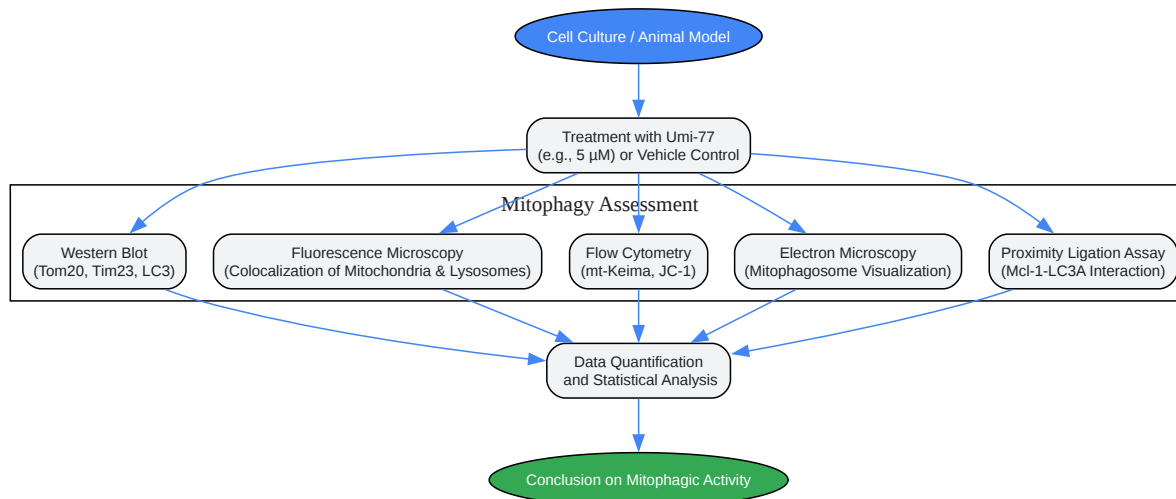 Cell Culture / Animal Model
Treatment with Umi-77
(e.g., 5 µM) or Vehicle Control
Mitophagy Assessment
Western Blot
(Tom20, Tim23, LC3)
Fluorescence Microscopy
(Colocalization of Mitochondria & Lysosomes)
Flow Cytometry
(mt-Keima, JC-1)
Electron Microscopy
(Mitophagosome Visualization)
Proximity Ligation Assay
(Mcl-1-LC3A Interaction)
Data Quantification
and Statistical Analysis
Conclusion on Mitophagic Activity